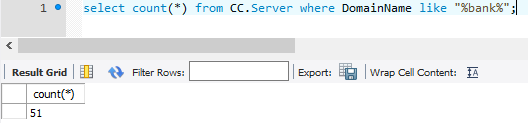 1 select count(*) from CC.Server where DomainName like "%bank%";
Result Grid Filter Rows: Export: Wrap Cell Content:
count(*)
51